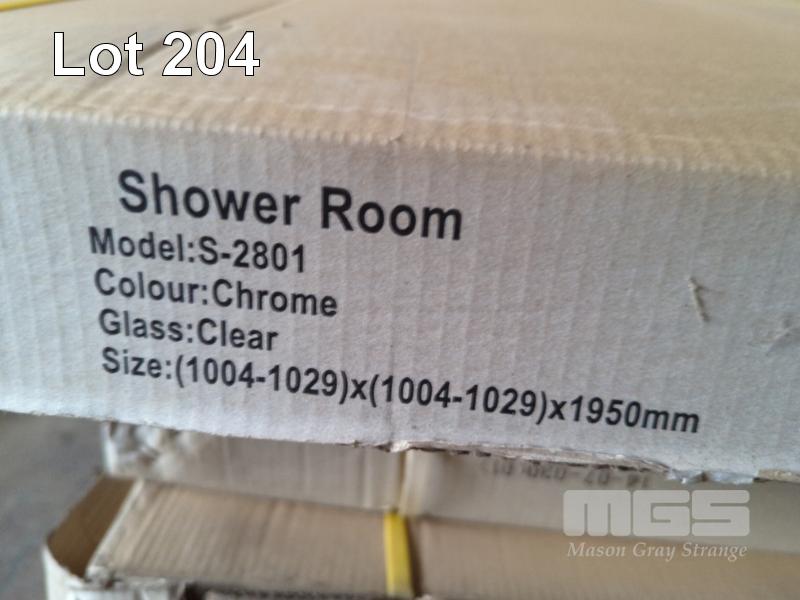 Lot 204
Shower Room
Model:S-2801
Colour:Chrome
Glass:Clear
Size:(1004-1029)x(1004-1029)x1950mm
MGS
Mason Gray Strange